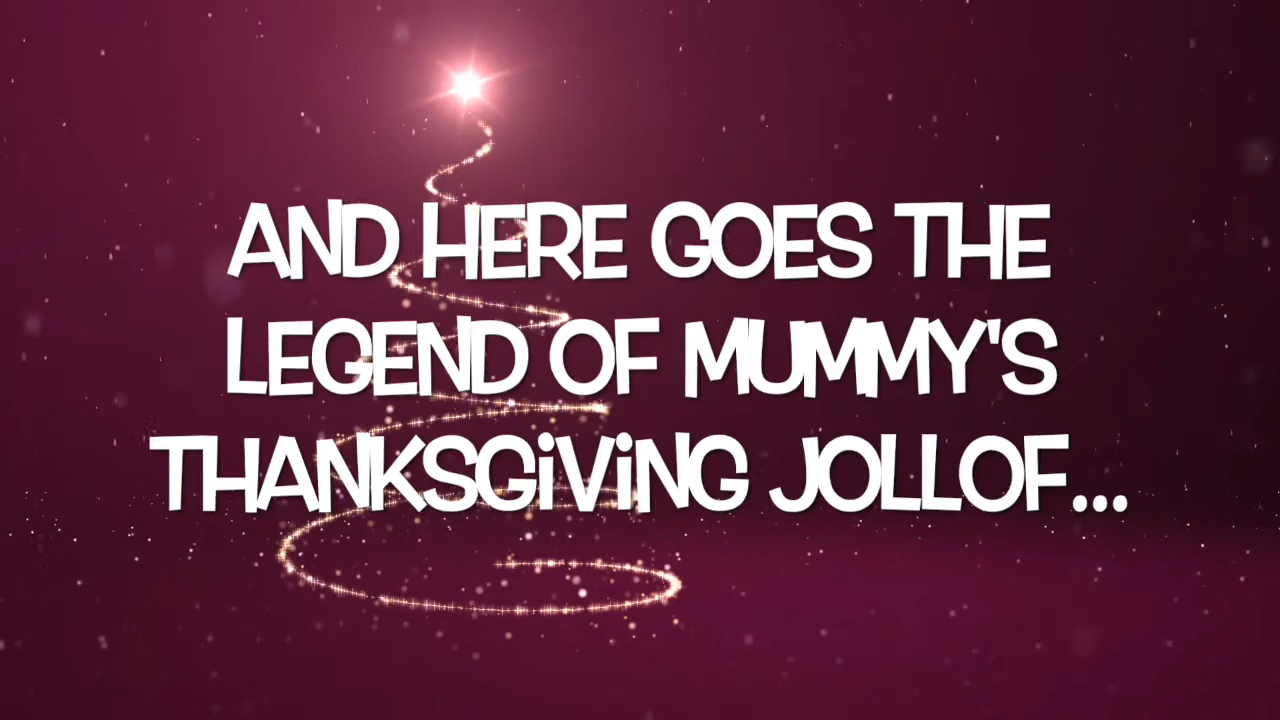 AND HERE GOES THE
LEGEND OF MUMMY'S
THANKSGiViNG JOLLOF...